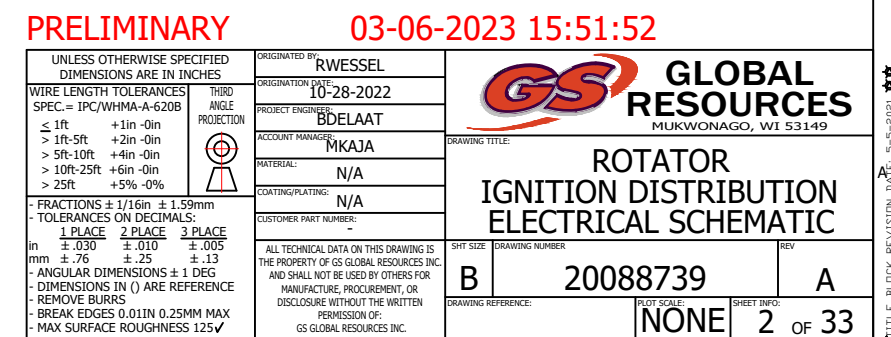 PRELIMINARY 03-06-2023 15:51:52
UNLESS OTHERWISE SPECIFIED
DIMENSIONS ARE IN INCHES
WIRE LENGTH TOLERANCES
SPEC.= IPC/WHMA-A-620B
≤ 1ft +1in -0in
> 1ft-5ft +2in -0in
> 5ft-10ft +4in -0in
> 10ft-25ft +6in -0in
> 25ft +5% -0%
THIRD
ANGLE
PROJECTION
- FRACTIONS ± 1/16in ± 1.59mm
- TOLERANCES ON DECIMALS:
1 PLACE 2 PLACE 3 PLACE
in ±.030 ±.010 ±.005
mm ±.76 ±.25 ±.13
- ANGULAR DIMENSIONS ± 1 DEG
- DIMENSIONS IN () ARE REFERENCE
- REMOVE BURRS
- BREAK EDGES 0.01IN 0.25MM MAX
- MAX SURFACE ROUGHNESS 125✓
ORIGINATED BY:
RWESSEL
ORIGINATION DATE:
10-28-2022
PROJECT ENGINEER:
BDELAAT
ACCOUNT MANAGER:
MKAJA
MATERIAL:
N/A
COATING/PLATING:
N/A
CUSTOMER PART NUMBER:
-
ALL TECHNICAL DATA ON THIS DRAWING IS
THE PROPERTY OF GS GLOBAL RESOURCES INC.
AND SHALL NOT BE USED BY OTHERS FOR
MANUFACTURE, PROCUREMENT, OR
DISCLOSURE WITHOUT THE WRITTEN
PERMISSION OF:
GS GLOBAL RESOURCES INC.
GS GLOBAL
RESOURCES
MUKWONAGO, WI 53149
DRAWING TITLE:
ROTATOR
IGNITION DISTRIBUTION
ELECTRICAL SCHEMATIC
SHT SIZE
B
DRAWING NUMBER
20088739
REV
A
DRAWING REFERENCE:
PLOT SCALE:
NONE
SHEET INFO:
2 OF 33
A
TITLE BLOCK REVISION DATE: 5-5-2021